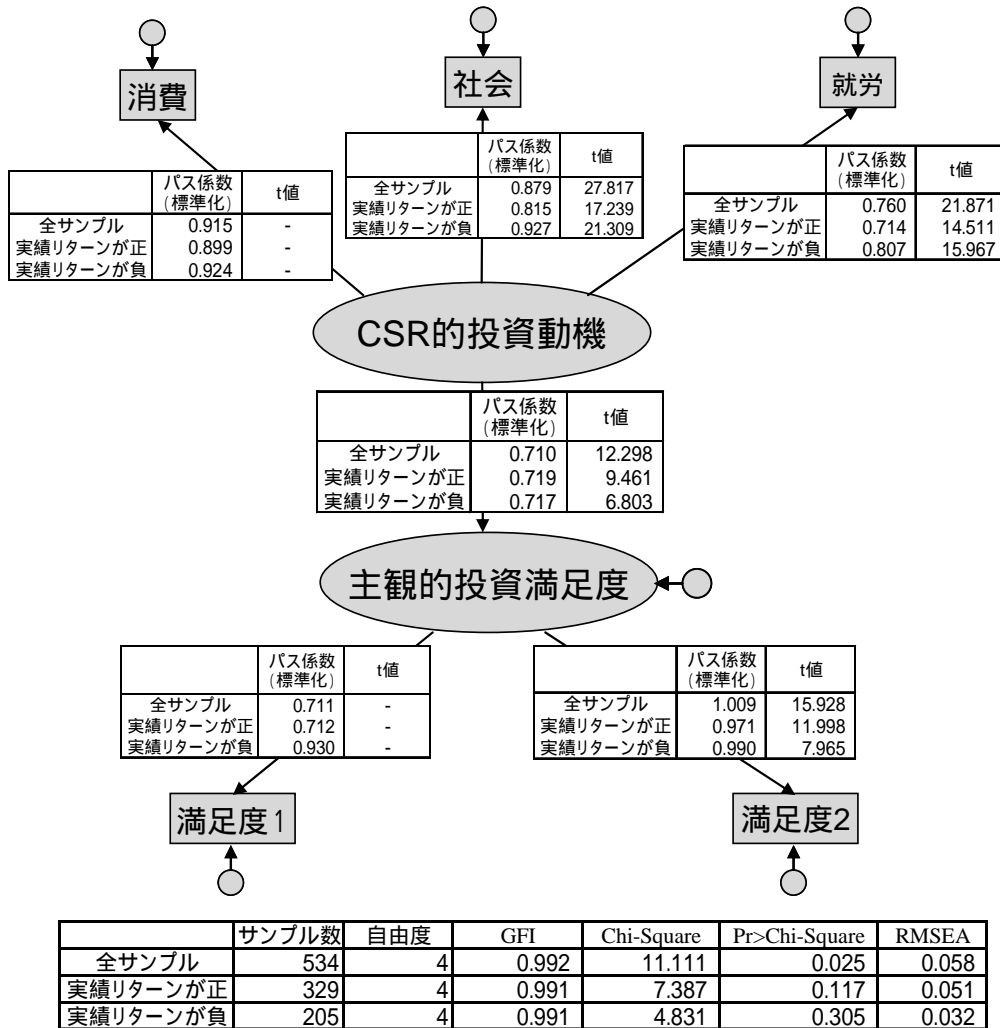 消費
社会
就労
パス係数(標準化) t値
全サンプル 0.915 -
実績リターンが正 0.899 -
実績リターンが負 0.924 -
パス係数(標準化) t値
全サンプル 0.879 27.817
実績リターンが正 0.815 17.239
実績リターンが負 0.927 21.309
パス係数(標準化) t値
全サンプル 0.760 21.871
実績リターンが正 0.714 14.511
実績リターンが負 0.807 15.967
CSR的投資動機
パス係数(標準化) t値
全サンプル 0.710 12.298
実績リターンが正 0.719 9.461
実績リターンが負 0.717 6.803
主観的投資満足度
パス係数(標準化) t値
全サンプル 0.711 -
実績リターンが正 0.712 -
実績リターンが負 0.930 -
パス係数(標準化) t値
全サンプル 1.009 15.928
実績リターンが正 0.971 11.998
実績リターンが負 0.990 7.965
満足度1
満足度2
サンプル数 自由度 GFI Chi-Square Pr>Chi-Square RMSEA
全サンプル 534 4 0.992 11.111 0.025 0.058
実績リターンが正 329 4 0.991 7.387 0.117 0.051
実績リターンが負 205 4 0.991 4.831 0.305 0.032